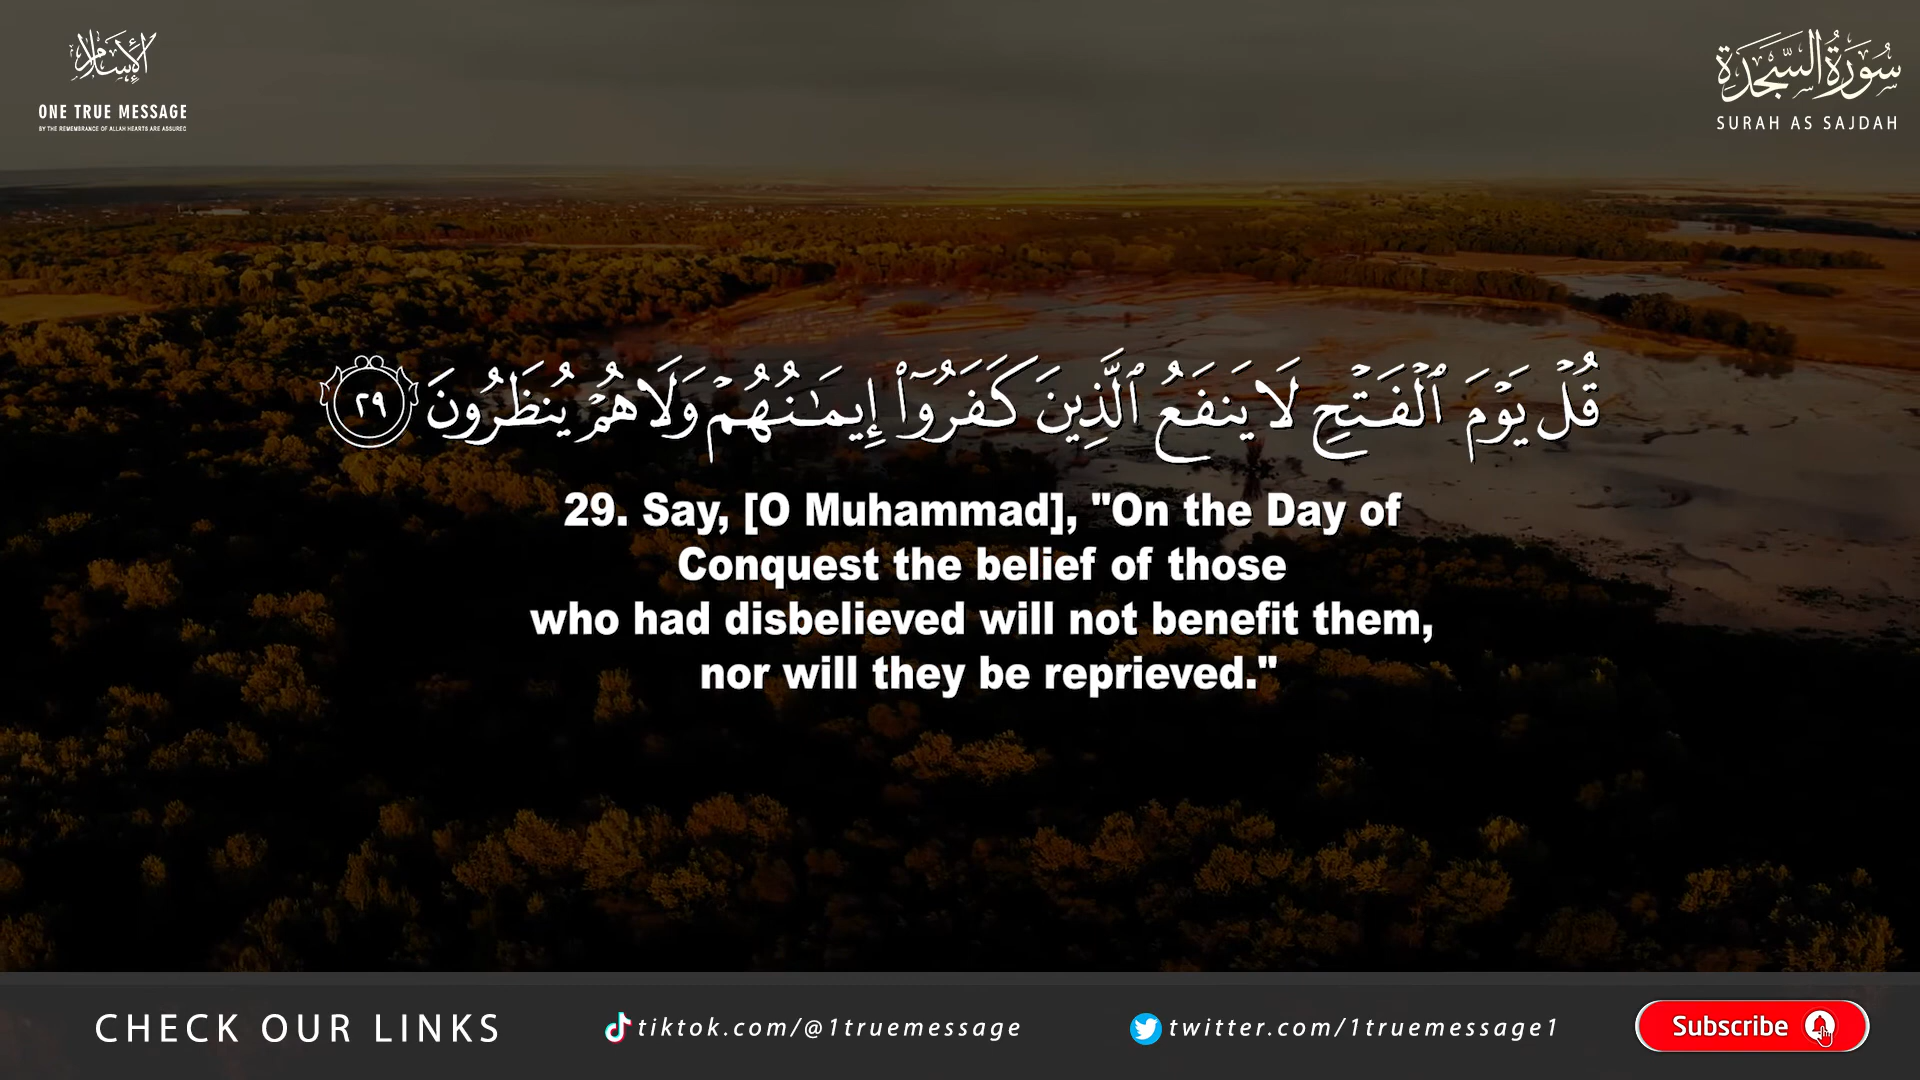 الإسلام
ONE TRUE MESSAGE
BY THE REMEMBRANCE OF ALLAH HEARTS ARE ASSURED
سُورَةُ السَّجْدَة
SURAH AS SAJDAH
قُلْ يَوْمَ ٱلْفَتْحِ لَا يَنفَعُ ٱلَّذِينَ كَفَرُوٓا۟ إِيمَـٰنُهُمْ وَلَا هُمْ يُنظَرُونَ ٢٩
29. Say, [O Muhammad], "On the Day of
Conquest the belief of those
who had disbelieved will not benefit them,
nor will they be reprieved."
CHECK OUR LINKS
tiktok.com/@1truemessage
twitter.com/1truemessage1
Subscribe